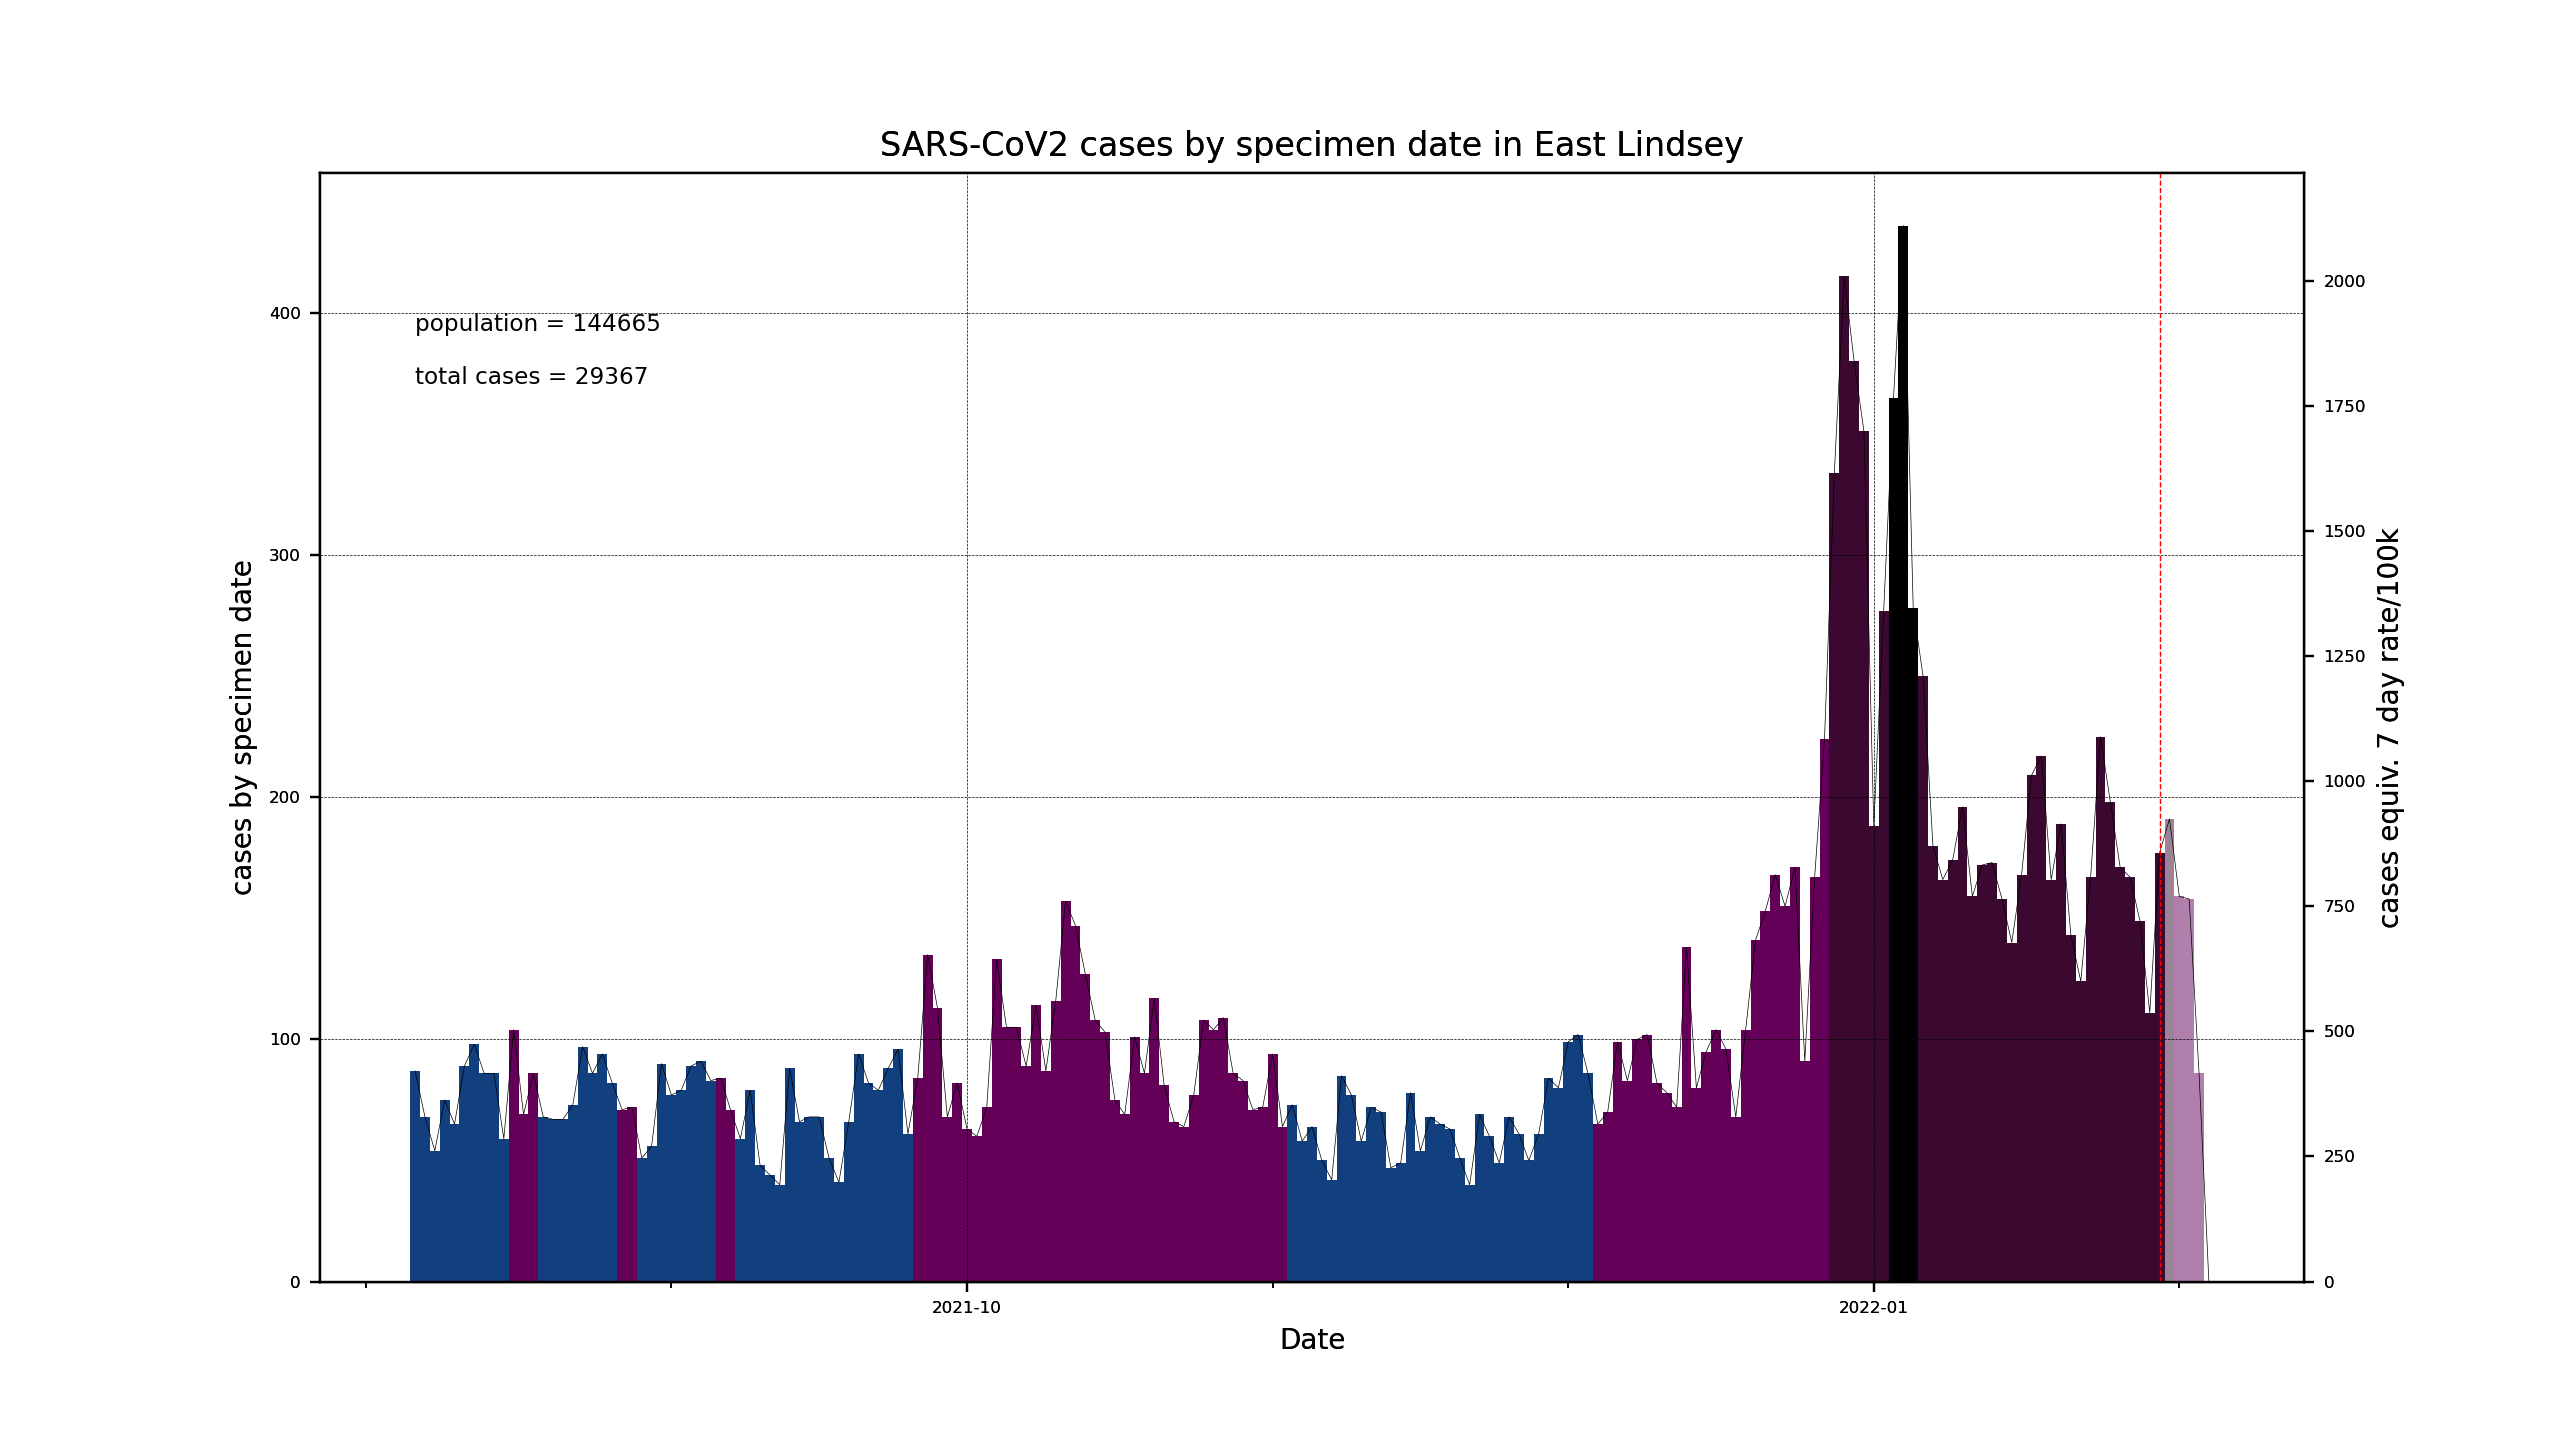 SARS-CoV2 cases by specimen date in East Lindsey
population = 144665
total cases = 29367
cases by specimen date
400
300
200
100
0
2000
1750
1500
1250
1000
750
500
250
0
cases equiv. 7 day rate/100k
2021-10
2022-01
Date